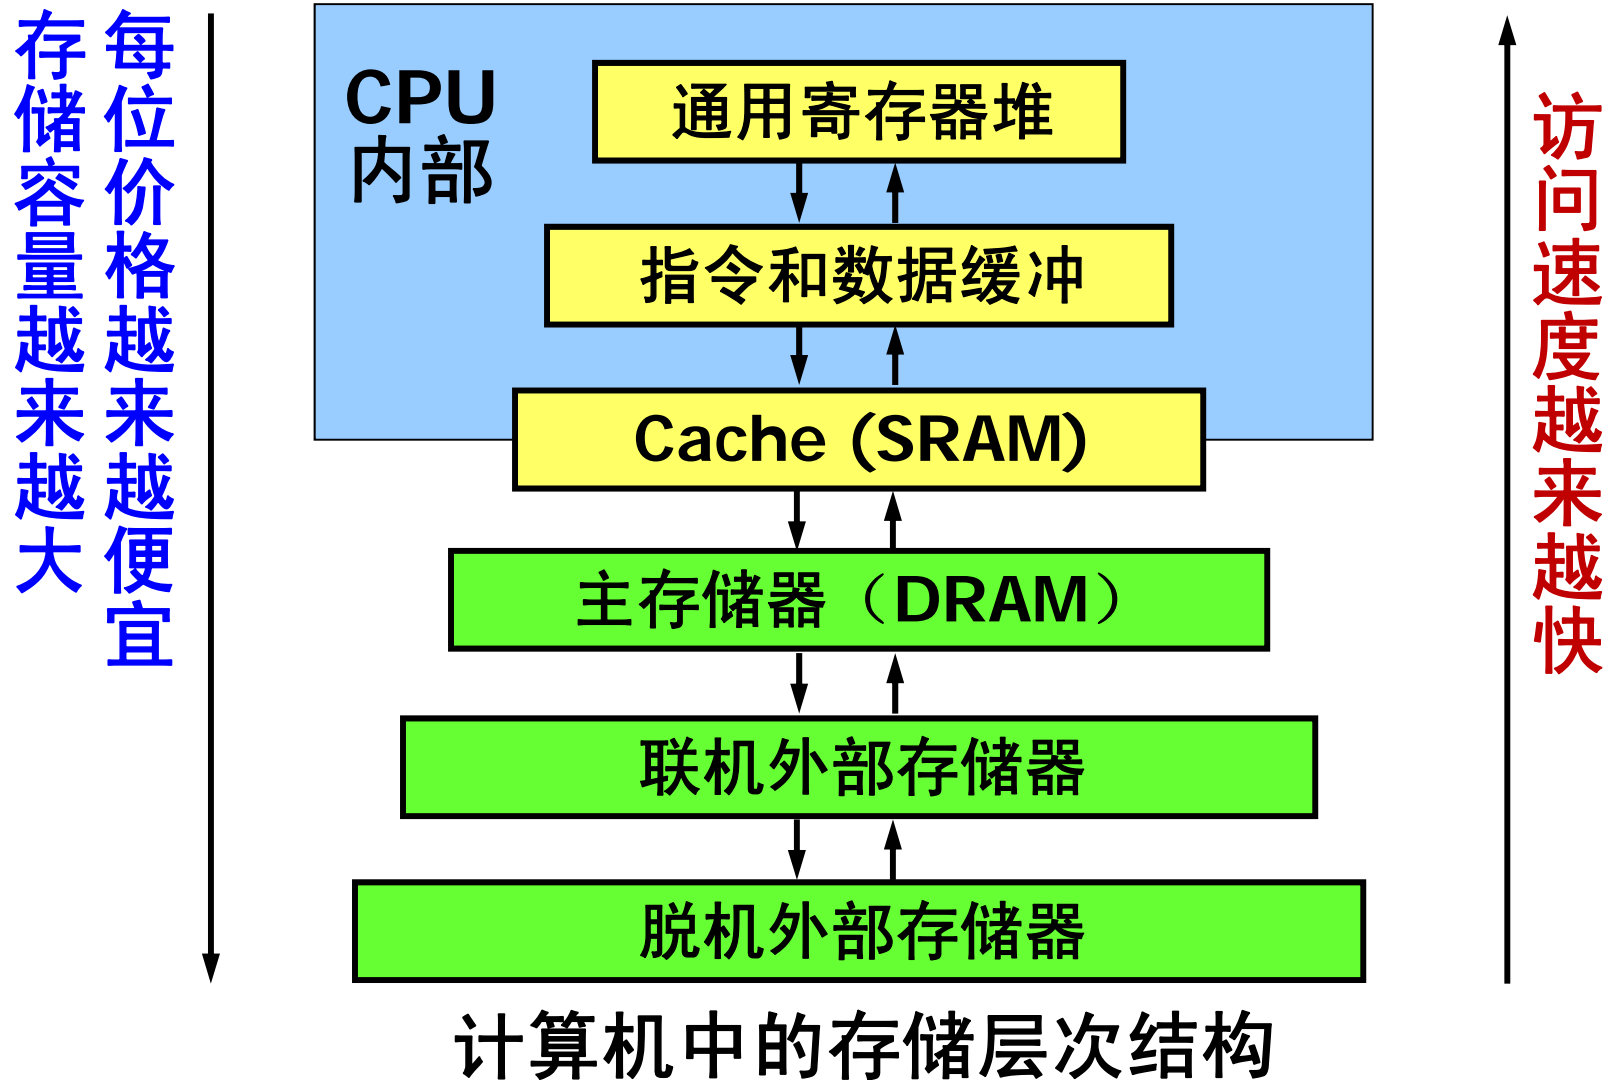 存储容量越来越大
每位价格越来越便宜
CPU
内部
通用寄存器堆
指令和数据缓冲
Cache (SRAM)
主存储器（DRAM）
联机外部存储器
脱机外部存储器
访问速度越来越快
计算机中的存储层次结构